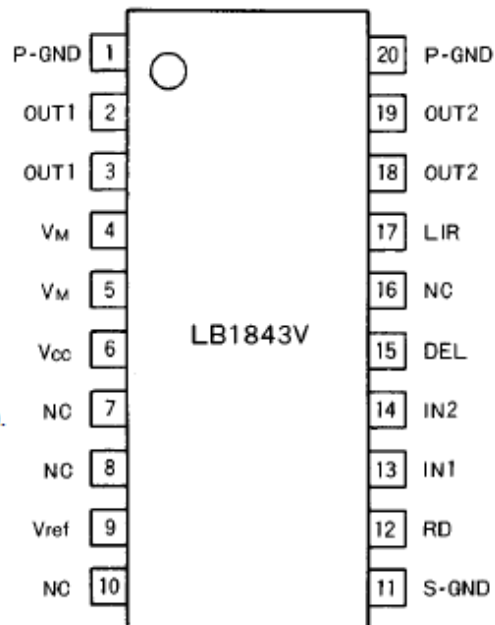 P-GND 1 20 P-GND
OUT1 2 19 OUT2
OUT1 3 18 OUT2
VM 4 17 LIR
VM 5 16 NC
LB1843V
Vcc 6 15 DEL
NC 7 14 IN2
NC 8 13 IN1
Vref 9 12 RD
NC 10 11 S-GND